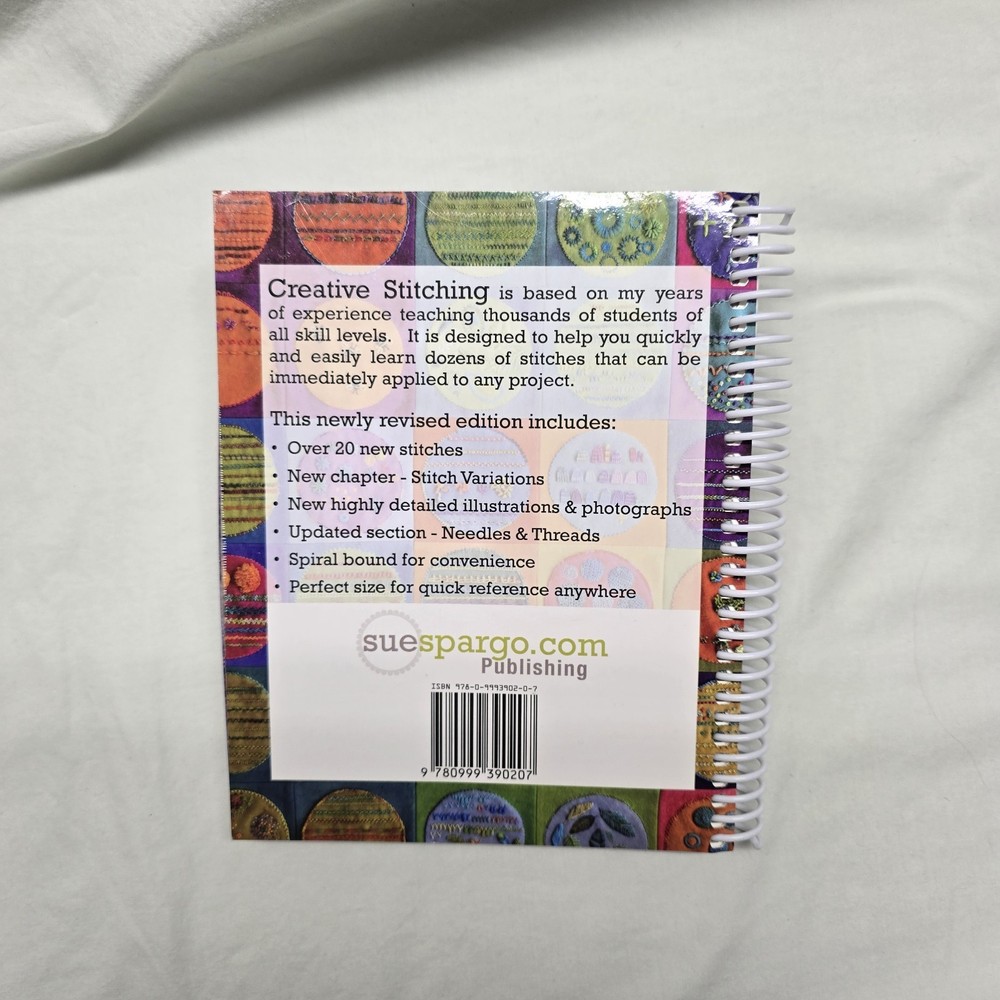 Creative Stitching is based on my years
of experience teaching thousands of students of
all skill levels. It is designed to help you quickly
and easily learn dozens of stitches that can be
immediately applied to any project.
This newly revised edition includes:
• Over 20 new stitches
• New chapter - Stitch Variations
• New highly detailed illustrations & photographs
• Updated section - Needles & Threads
• Spiral bound for convenience
• Perfect size for quick reference anywhere
suespargo.com
Publishing
ISBN 978-0-9993902-0-7
9 780999 390207